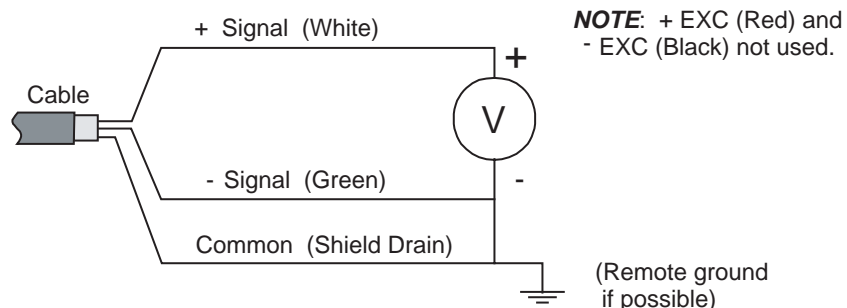 + Signal (White)
NOTE: + EXC (Red) and
- EXC (Black) not used.
+
Cable
V
- Signal (Green)
-
Common (Shield Drain)
(Remote ground
if possible)